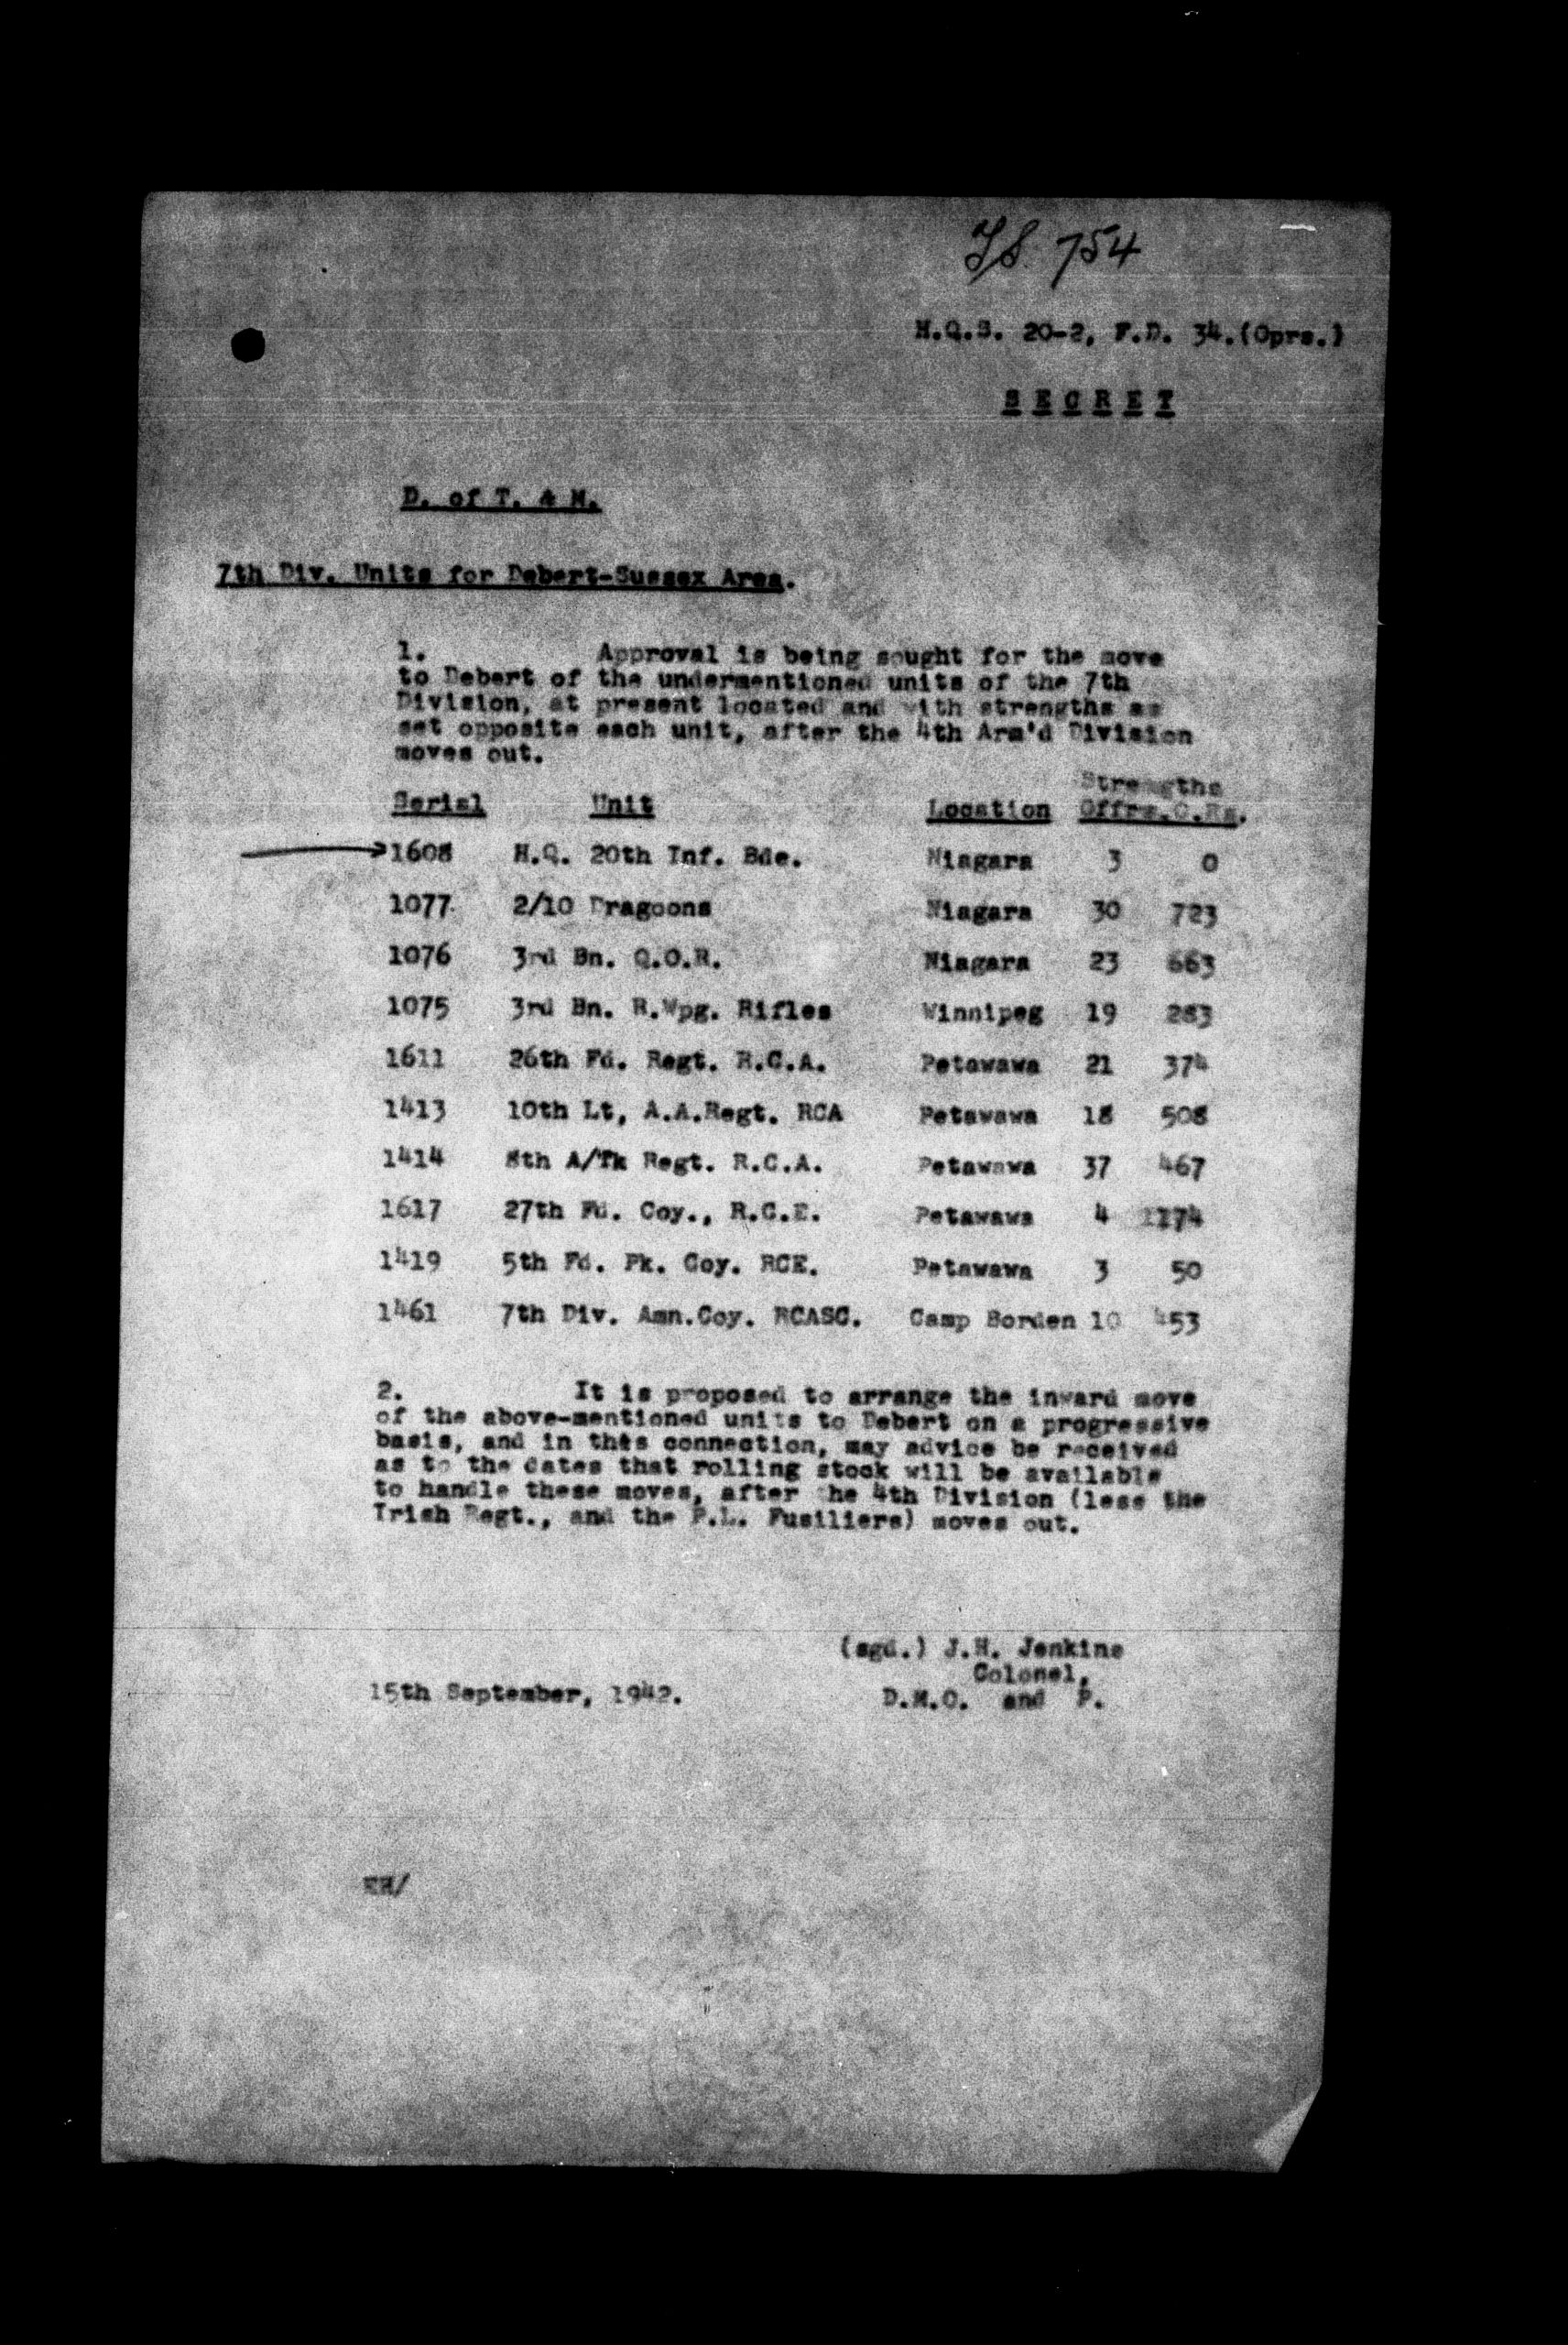 754
H.Q.S. 20-2, F.D. 34.(Oprs.)
SECRET
D. of T. & M.
7th Div. Units for Debert-Sussex Area.
1. Approval is being sought for the move
to Debert of the undermentioned units of the 7th
Division, at present located and with strengths as
set opposite each unit, after the 4th Arm'd Division
moves out.
Strengths
Serial Unit Location Offrs.O.Rs.
1608 H.Q. 20th Inf. Bde. Niagara 3 0
1077 2/10 Dragoons Niagara 30 723
1076 3rd Bn. Q.O.R. Niagara 23 663
1075 3rd Bn. R.Wpg. Rifles Winnipeg 19 283
1611 26th Fd. Regt. R.C.A. Petawawa 21 374
1413 10th Lt, A.A.Regt. RCA Petawawa 18 508
1414 8th A/Tk Regt. R.C.A. Petawawa 37 467
1617 27th Fd. Coy., R.C.E. Petawawa 4
1419 5th Fd. Pk. Coy. RCE. Petawawa 3 50
1461 7th Div. Amn.Coy. RCASC. Camp Borden 10 453
2. It is proposed to arrange the inward move
of the above-mentioned units to Debert on a progressive
basis, and in this connection, may advice be received
as to the dates that rolling stock will be available
to handle these moves, after the 4th Division (less the
Irish Regt., and the P.L. Fusiliers) moves out.
(sgd.) J.H. Jenkins
Colonel,
15th September, 1942. D.M.O. and P.